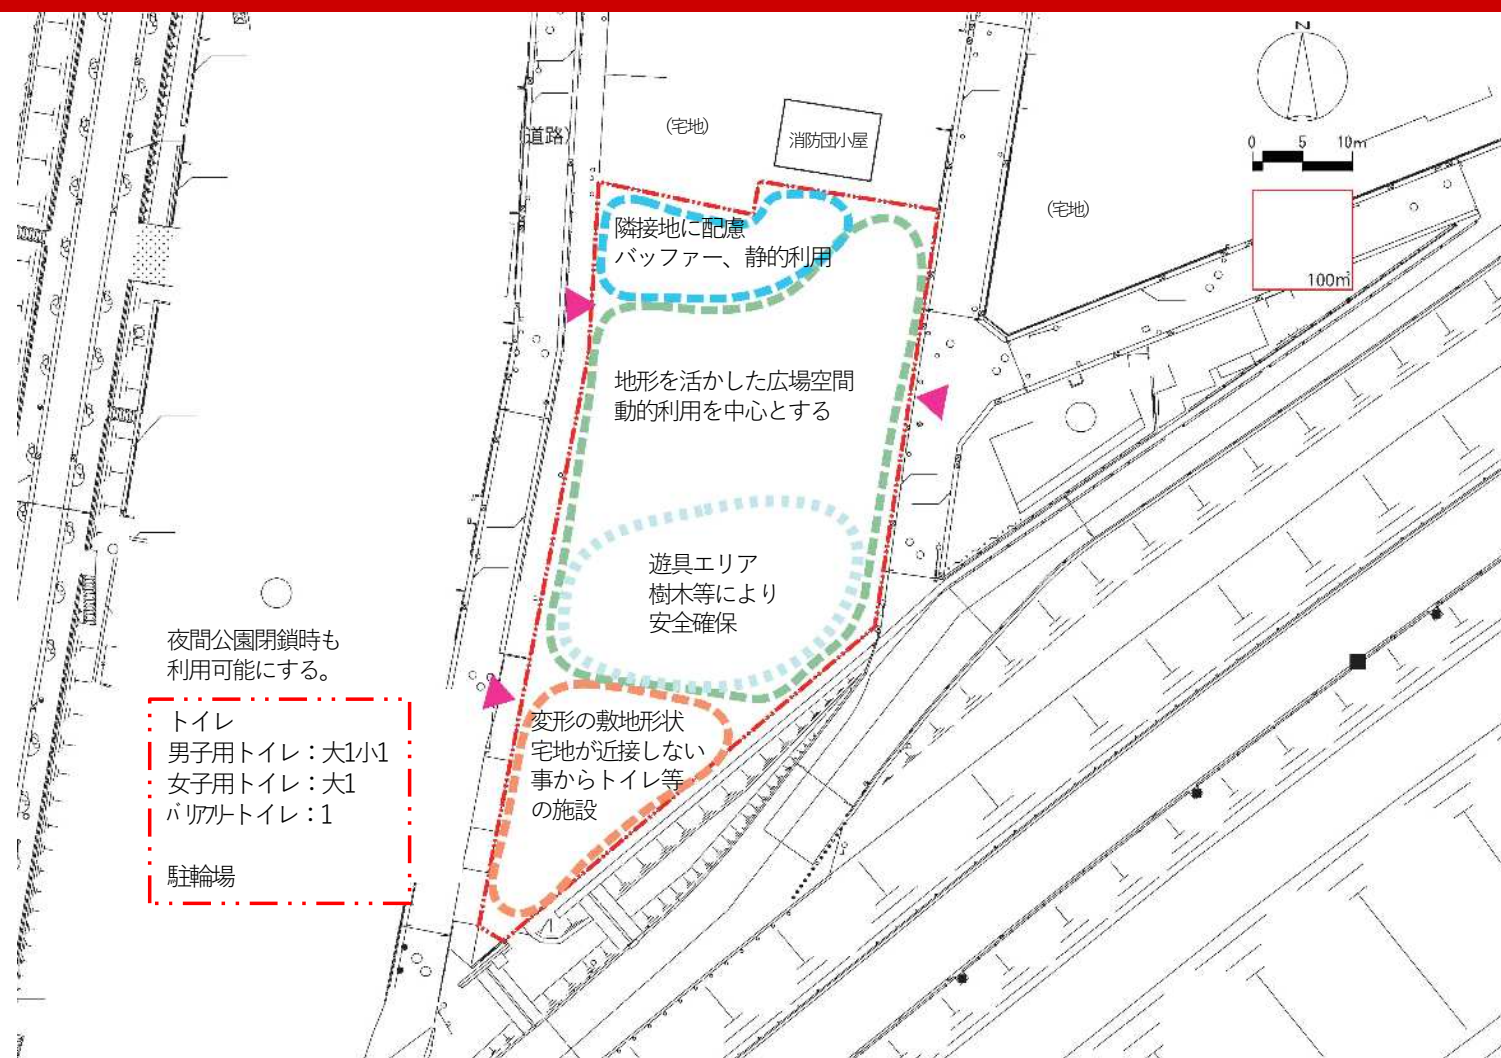 N
0 5 10m
100㎡
(道路)
(宅地)
消防団小屋
(宅地)
隣接地に配慮
バッファー、静的利用
地形を活かした広場空間
動的利用を中心とする
遊具エリア
樹木等により
安全確保
夜間公園閉鎖時も
利用可能にする。
トイレ
男子用トイレ：大1小1
女子用トイレ：大1
バリアフリートイレ：1
駐輪場
変形の敷地形状
宅地が近接しない
事からトイレ等
の施設